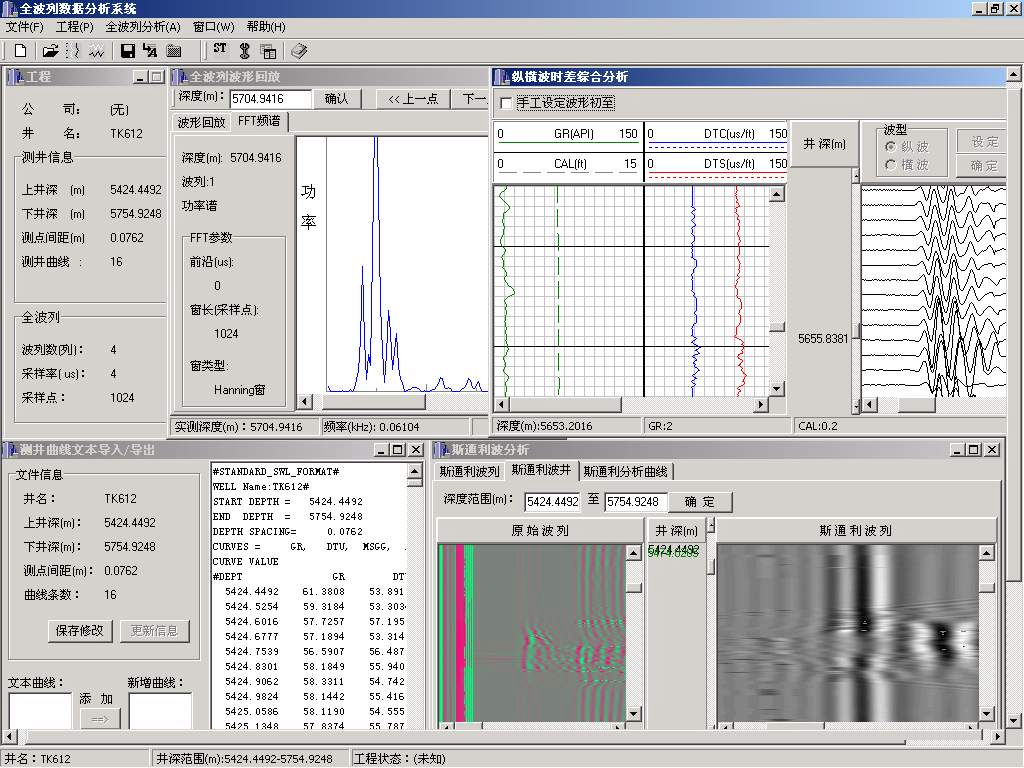 全波列数据分析系统
文件(F) 工程(P) 全波列分析(A) 窗口(W) 帮助(H)
ST
工程
公 司: (无)
井 名: TK612
测井信息
上井深 (m) 5424.4492
下井深 (m) 5754.9248
测点间距(m) 0.0762
测井曲线 : 16
全波列
波列数(列): 4
采样率( us): 4
采样点: 1024
全波列波形回放
深度(m): 5704.9416 确认 << 上一点 下一
波形回放 FFT频谱
深度(m): 5704.9416
波列:1
功率谱
FFT参数
前沿(us):
0
窗长(采样点):
1024
窗类型:
Hanning窗
功
率
实测深度(m) : 5704.9416 频率(kHz): 0.06104
纵横波时差综合分析
手工设定波形初至
0 GR(API) 150 0 DTC(us/ft) 150
0 CAL(ft) 15 0 DTS(us/ft) 150
井 深(m)
5655.8381
波型
纵 波
横 波
设 定
确 定
深度(m):5653.2016 GR:2 CAL:0.2
测井曲线文本导入/导出
文件信息
井名: TK612
上井深(m): 5424.4492
下井深(m): 5754.9248
测点间距(m): 0.0762
曲线条数: 16
保存修改 更新信息
文本曲线: 新增曲线:
添 加
==>
#STANDARD_SWL_FORMAT#
WELL Name:TK612#
START DEPTH = 5424.4492
END DEPTH = 5754.9248
DEPTH SPACING= 0.0762
CURVES = GR, DTU, MSGG,
CURVE VALUE
#DEPT GR DT
5424.4492 61.3808 53.891
5424.5254 59.3184 53.303
5424.6016 57.7257 57.195
5424.6777 57.1894 53.314
5424.7539 56.5907 56.487
5424.8301 58.1849 55.940
5424.9062 58.3311 54.742
5424.9824 58.1442 55.416
5425.0586 58.1190 54.555
5425.1348 57.8374 55.787
斯通利波分析
斯通利波列 斯通利波井 斯通利分析曲线
深度范围(m): 5424.4492 至 5754.9248 确 定
原 始 波 列 井 深(m) 斯 通 利 波 列
5424.4492
井名：TK612 井深范围(m):5424.4492-5754.9248 工程状态：(未知)